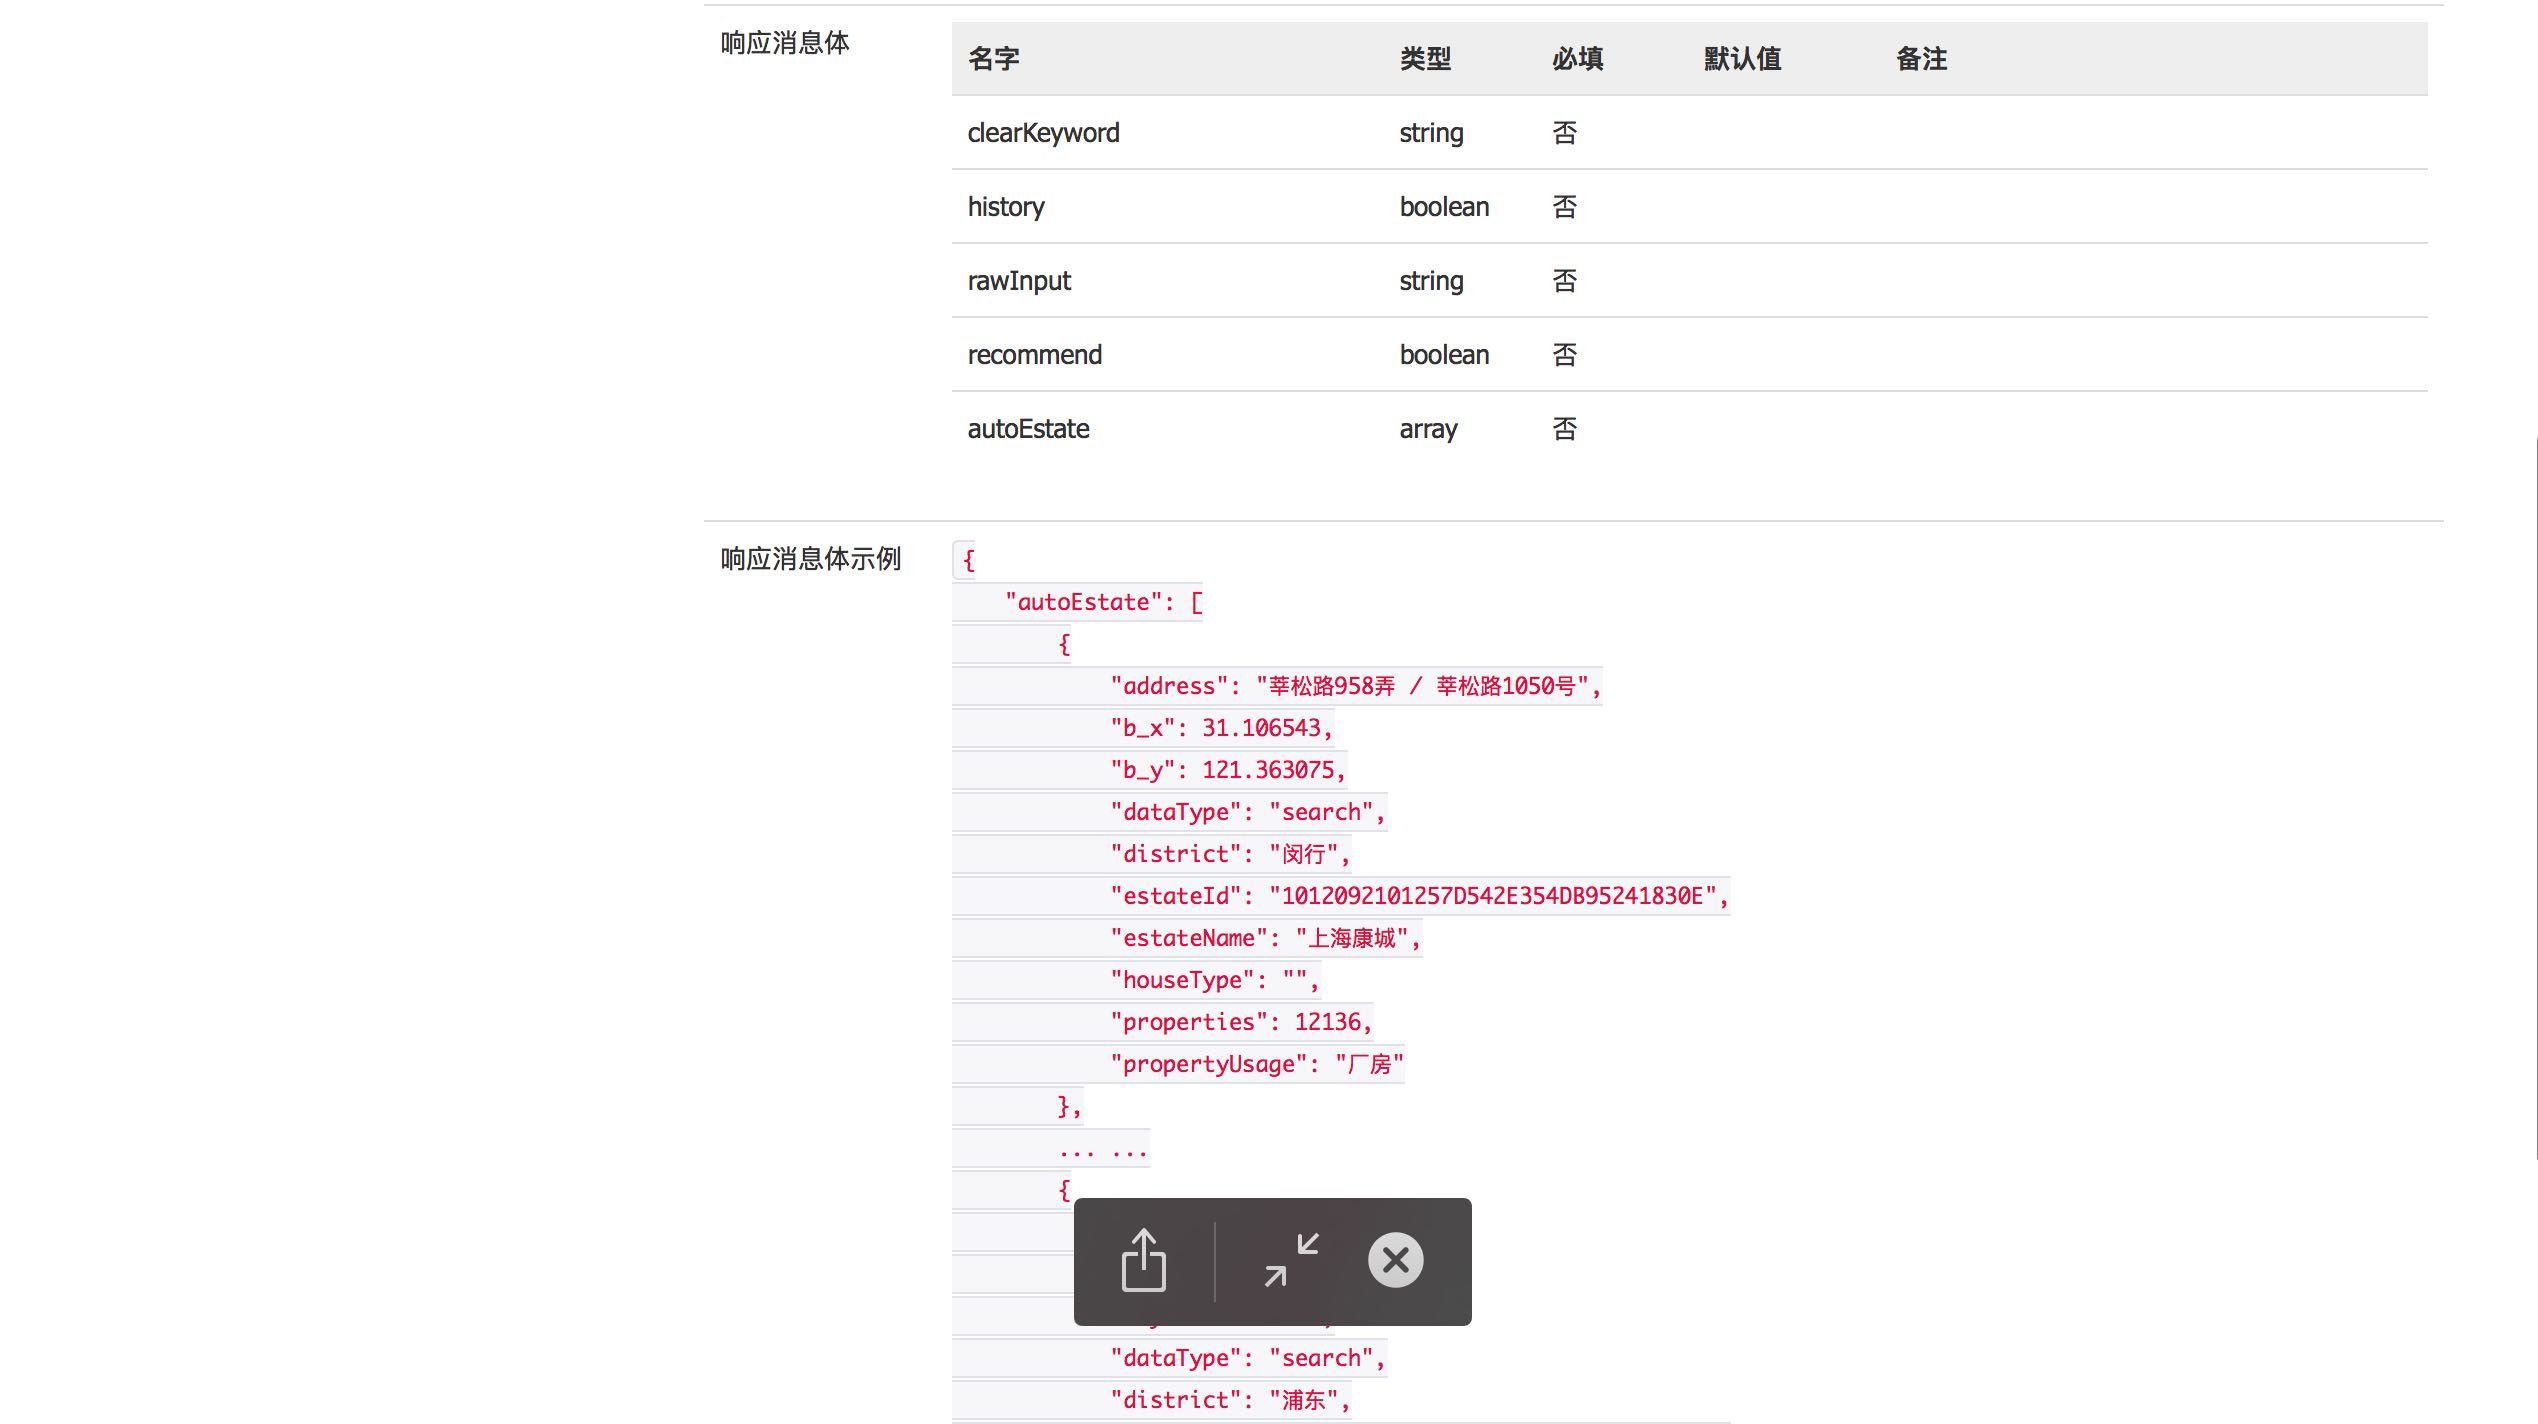 响应消息体
名字 类型 必填 默认值 备注
clearKeyword string 否
history boolean 否
rawInput string 否
recommend boolean 否
autoEstate array 否
响应消息体示例
{
"autoEstate": [
{
"address": "莘松路958弄 / 莘松路1050号",
"b_x": 31.106543,
"b_y": 121.363075,
"dataType": "search",
"district": "闵行",
"estateId": "1012092101257D542E354DB95241830E",
"estateName": "上海康城",
"houseType": "",
"properties": 12136,
"propertyUsage": "厂房"
},
... ...
{
"dataType": "search",
"district": "浦东",